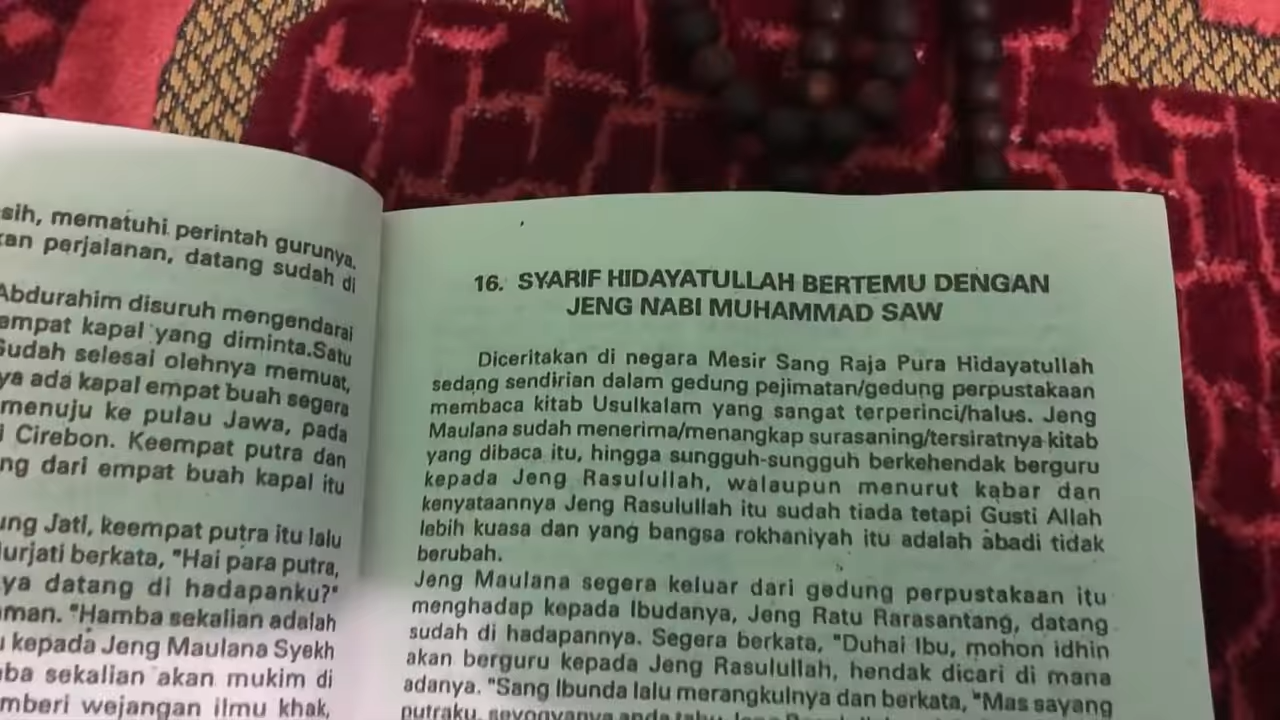 sih, mematuhi perintah gurunya.
kan perjalanan, datang sudah di
Abdurahim disuruh mengendarai
empat kapal yang diminta.Satu
Sudah selesai olehnya memuat,
ya ada kapal empat buah segera
menuju ke pulau Jawa, pada
i Cirebon. Keempat putra dan
ng dari empat buah kapal itu
ung Jati, keempat putra itu lalu
urjati berkata, "Hai para putra,
ya datang di hadapanku?"
man. "Hamba sekalian adalah
u kepada Jeng Maulana Syekh
ba sekalian akan mukim di
mberi wejangan ilmu khak,
16. SYARIF HIDAYATULLAH BERTEMU DENGAN
JENG NABI MUHAMMAD SAW
Diceritakan di negara Mesir Sang Raja Pura Hidayatullah
sedang sendirian dalam gedung pejimatan/gedung perpustakaan
membaca kitab Usulkalam yang sangat terperinci/halus. Jeng
Maulana sudah menerima/menangkap surasaning/tersiratnya kitab
yang dibaca itu, hingga sungguh-sungguh berkehendak berguru
kepada Jeng Rasulullah, walaupun menurut kabar dan
kenyataannya Jeng Rasulullah itu sudah tiada tetapi Gusti Allah
lebih kuasa dan yang bangsa rokhaniyah itu adalah abadi tidak
berubah.
Jeng Maulana segera keluar dari gedung perpustakaan itu
menghadap kepada Ibudanya, Jeng Ratu Rarasantang, datang
sudah di hadapannya. Segera berkata, "Duhai Ibu, mohon idhin
akan berguru kepada Jeng Rasulullah, hendak dicari di mana
adanya. "Sang Ibunda lalu merangkulnya dan berkata, "Mas sayang
putraku, seyogyanya anda tahu Jeng